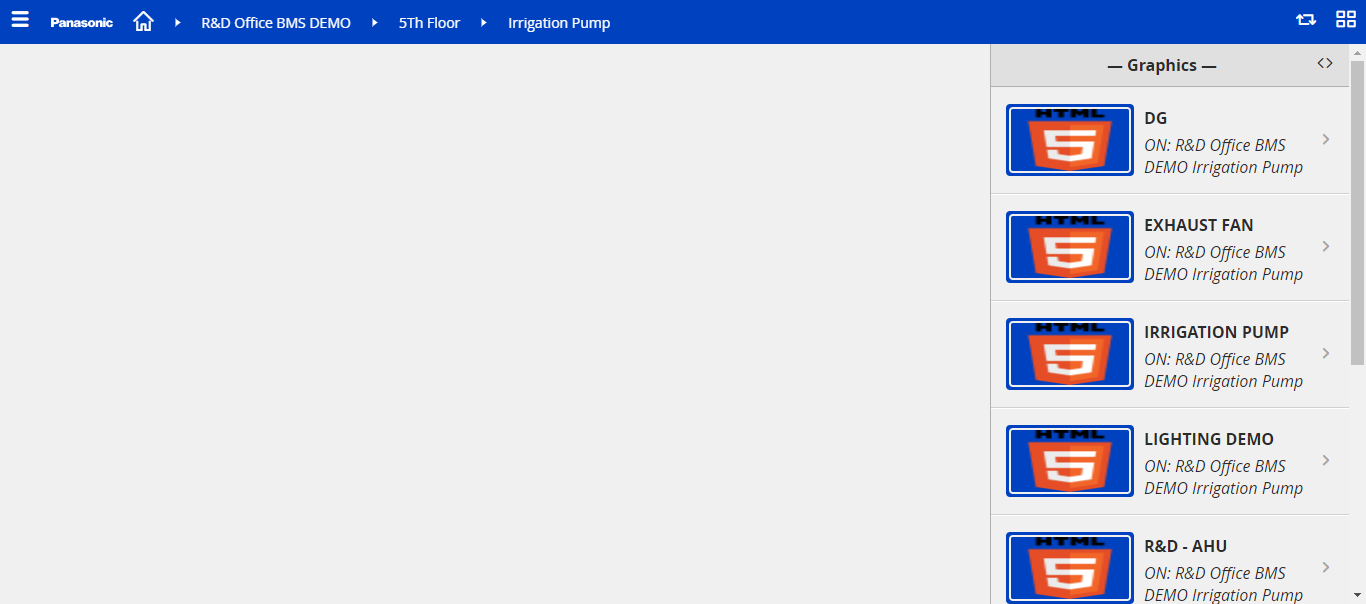 Panasonic R&D Office BMS DEMO 5Th Floor Irrigation Pump
— Graphics —
HTML
5
DG
ON: R&D Office BMS
DEMO Irrigation Pump
HTML
5
EXHAUST FAN
ON: R&D Office BMS
DEMO Irrigation Pump
HTML
5
IRRIGATION PUMP
ON: R&D Office BMS
DEMO Irrigation Pump
HTML
5
LIGHTING DEMO
ON: R&D Office BMS
DEMO Irrigation Pump
HTML
5
R&D - AHU
ON: R&D Office BMS
DEMO Irrigation Pump